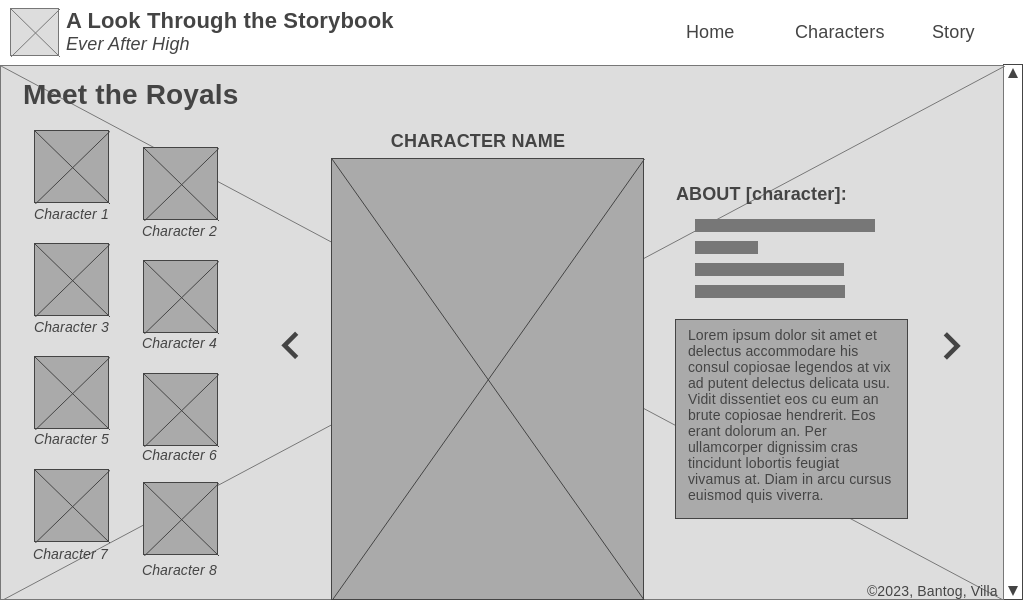 A Look Through the Storybook
Ever After High
Home
Characters
Story
Meet the Royals
Character 1
Character 2
Character 3
Character 4
Character 5
Character 6
Character 7
Character 8
CHARACTER NAME
ABOUT [character]:
Lorem ipsum dolor sit amet et
delectus accommodare his
consul copiosae legendos at vix
ad putent delectus delicata usu.
Vidit dissentiet eos cu eum an
brute copiosae hendrerit. Eos
erant dolorum an. Per
ullamcorper dignissim cras
tincidunt lobortis feugiat
vivamus at. Diam in arcu cursus
euismod quis viverra.
©2023, Bantog, Villa